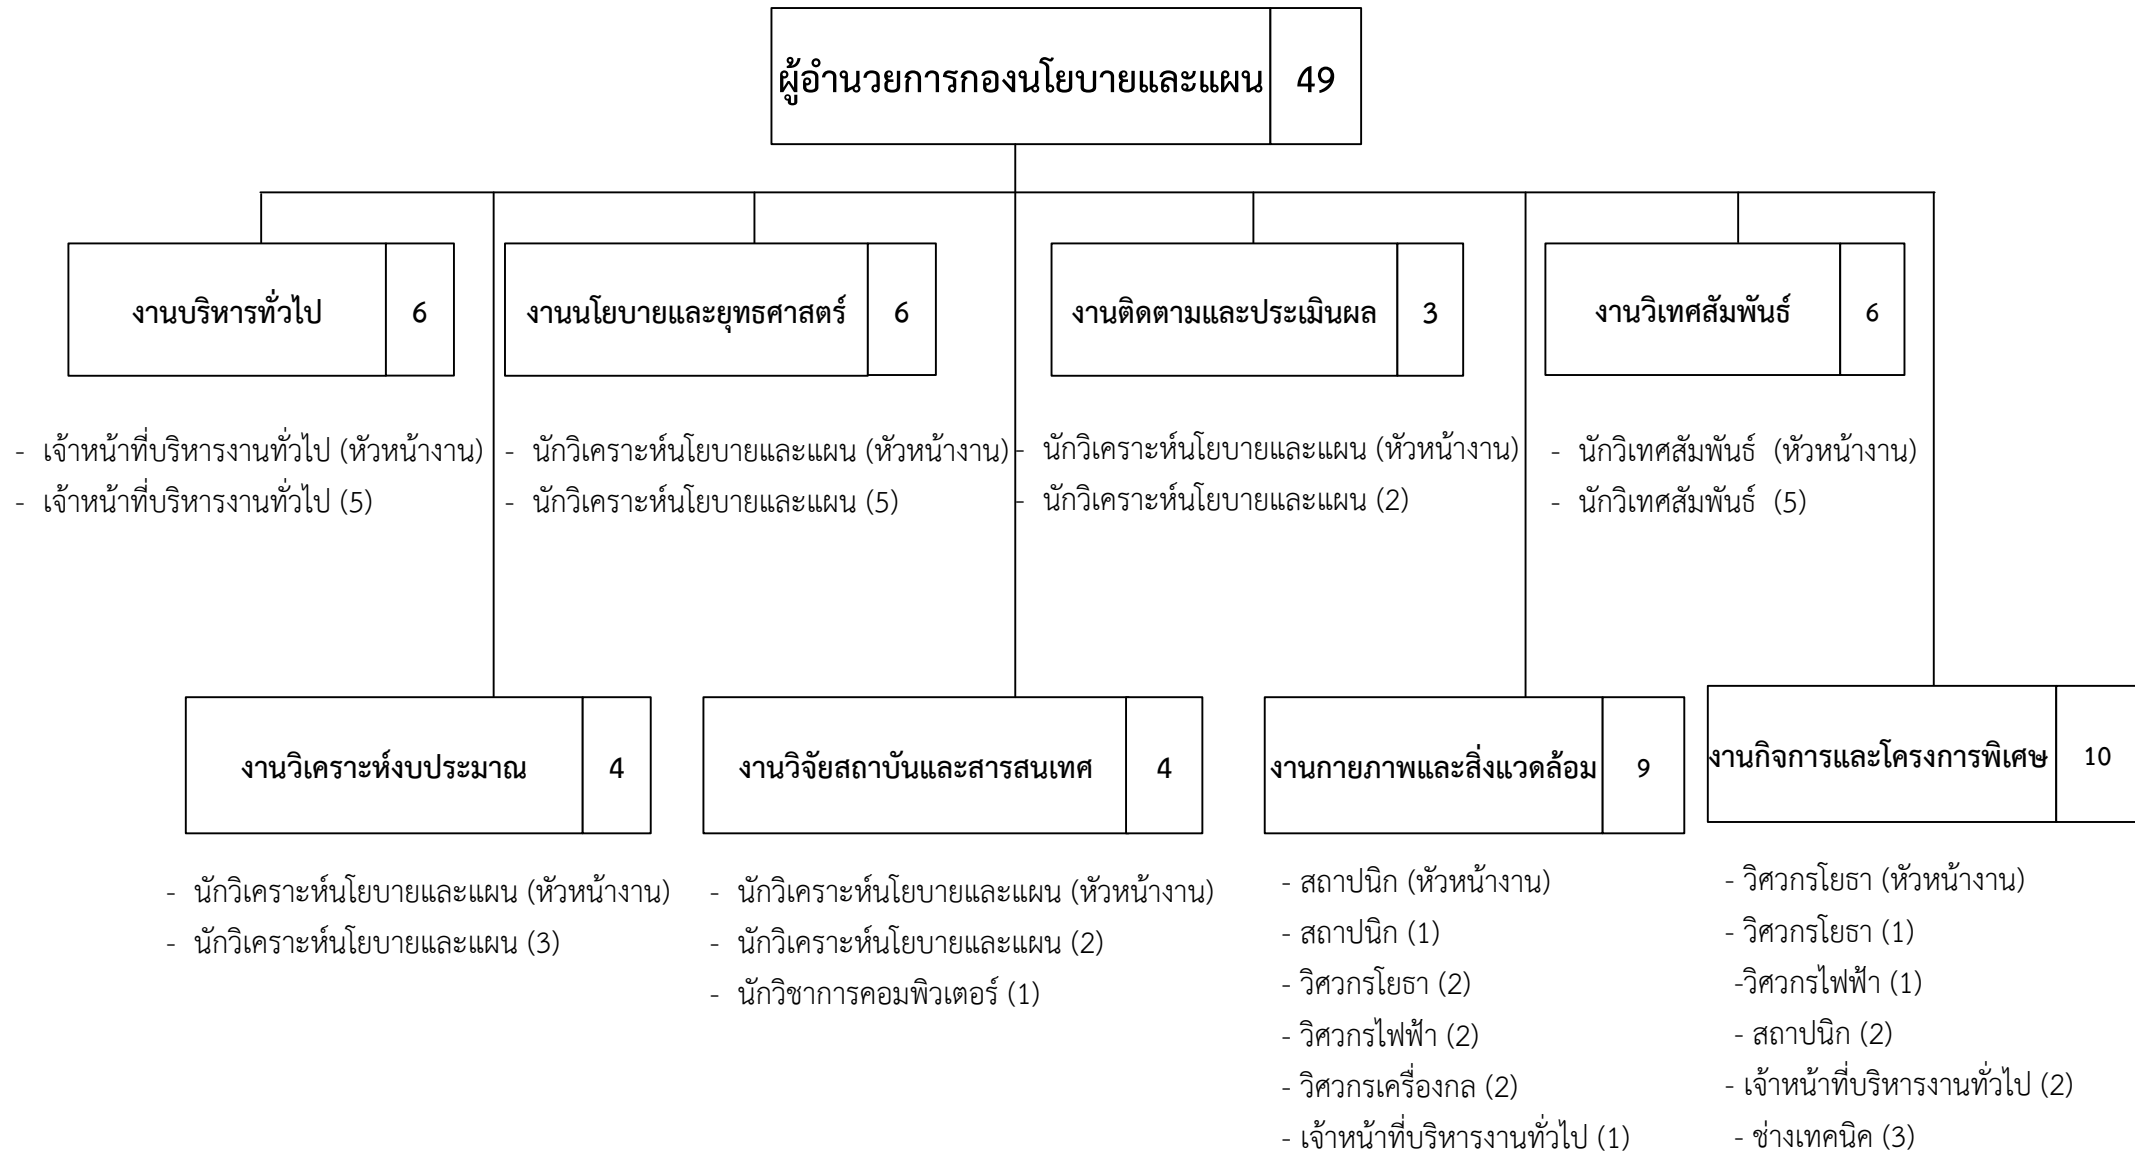 ผู้อำนวยการกองนโยบายและแผน 49
งานบริหารทั่วไป 6
- เจ้าหน้าที่บริหารงานทั่วไป (หัวหน้างาน)
- เจ้าหน้าที่บริหารงานทั่วไป (5)
งานนโยบายและยุทธศาสตร์ 6
- นักวิเคราะห์นโยบายและแผน (หัวหน้างาน)
- นักวิเคราะห์นโยบายและแผน (5)
งานติดตามและประเมินผล 3
- นักวิเคราะห์นโยบายและแผน (หัวหน้างาน)
- นักวิเคราะห์นโยบายและแผน (2)
งานวิเทศสัมพันธ์ 6
- นักวิเทศสัมพันธ์ (หัวหน้างาน)
- นักวิเทศสัมพันธ์ (5)
งานวิเคราะห์งบประมาณ 4
- นักวิเคราะห์นโยบายและแผน (หัวหน้างาน)
- นักวิเคราะห์นโยบายและแผน (3)
งานวิจัยสถาบันและสารสนเทศ 4
- นักวิเคราะห์นโยบายและแผน (หัวหน้างาน)
- นักวิเคราะห์นโยบายและแผน (2)
- นักวิชาการคอมพิวเตอร์ (1)
งานกายภาพและสิ่งแวดล้อม 9
- สถาปนิก (หัวหน้างาน)
- สถาปนิก (1)
- วิศวกรโยธา (2)
- วิศวกรไฟฟ้า (2)
- วิศวกรเครื่องกล (2)
- เจ้าหน้าที่บริหารงานทั่วไป (1)
งานกิจการและโครงการพิเศษ 10
- วิศวกรโยธา (หัวหน้างาน)
- วิศวกรโยธา (1)
-วิศวกรไฟฟ้า (1)
- สถาปนิก (2)
- เจ้าหน้าที่บริหารงานทั่วไป (2)
- ช่างเทคนิค (3)